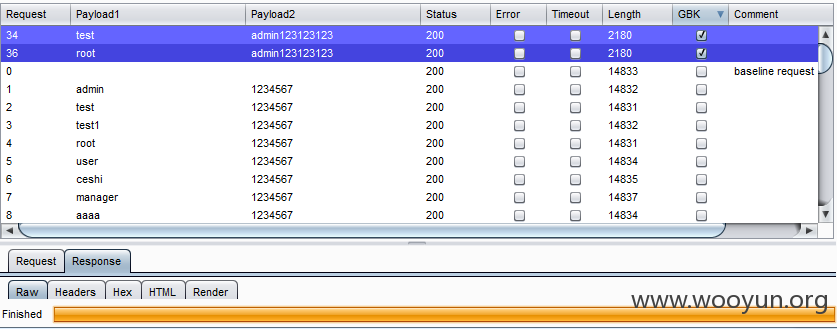 Request Payload1 Payload2 Status Error Timeout Length GBK Comment
34 test admin123123123 200 2180
36 root admin123123123 200 2180
0 200 14833 baseline request
1 admin 1234567 200 14832
2 test 1234567 200 14831
3 test1 1234567 200 14832
4 root 1234567 200 14831
5 user 1234567 200 14834
6 ceshi 1234567 200 14835
7 manager 1234567 200 14837
8 aaaa 1234567 200 14834
Request Response
Raw Headers Hex HTML Render
Finished
www.wooyun.org